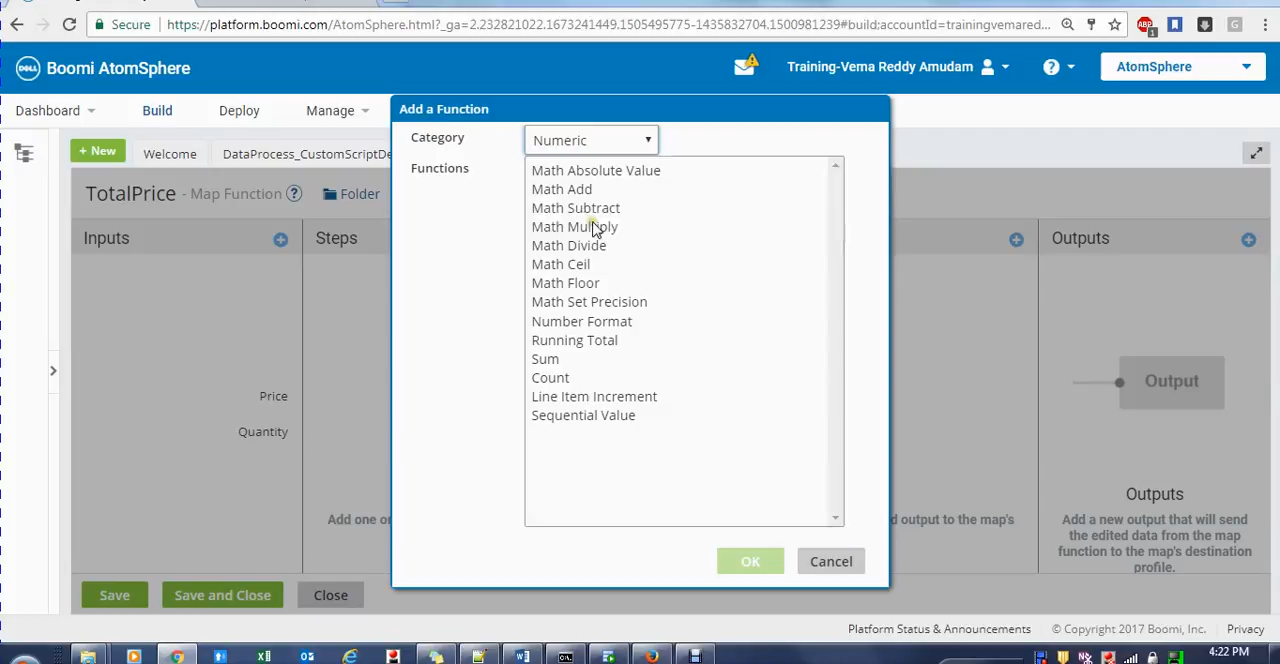 Secure
https://platform.boomi.com/AtomSphere.html?_ga=2.232821022.1673241449.1505495775-1435832704.1500981239#build;accountId=trainingvemared...
ABP
1
G
DELL
Boomi AtomSphere
Training-Vema Reddy Amudam
?
AtomSphere
Dashboard
Build
Deploy
Manage
Add a Function
+ New
Welcome
DataProcess_CustomScriptDe
Category
Numeric
Functions
Math Absolute Value
Math Add
Math Subtract
Math Multiply
Math Divide
Math Ceil
Math Floor
Math Set Precision
Number Format
Running Total
Sum
Count
Line Item Increment
Sequential Value
OK
Cancel
TotalPrice - Map Function ?
Folder
Inputs
Steps
Outputs
Price
Quantity
Output
Add one or
d output to the map's
Outputs
Add a new output that will send
the edited data from the map
function to the map's destination
profile.
Save
Save and Close
Close
Platform Status & Announcements
© Copyright 2017 Boomi, Inc.
Privacy
4:22 PM